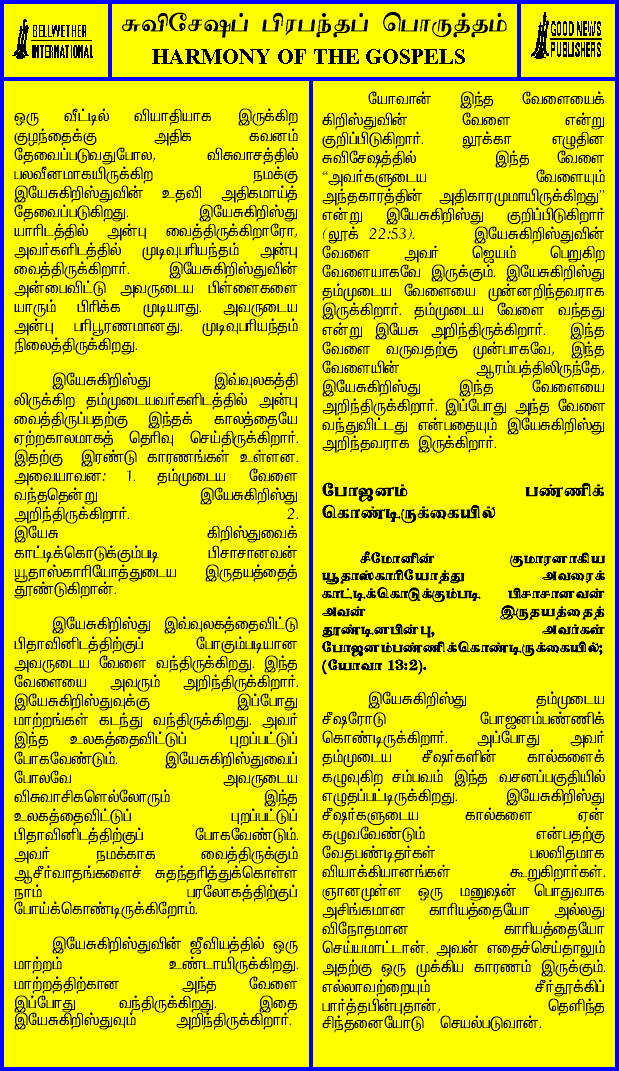 BELLWETHER
INTERNATIONAL
சுவிசேஷப் பிரபந்தப் பொருத்தம்
HARMONY OF THE GOSPELS
GOOD NEWS
PUBLISHERS
ஒரு வீட்டில் வியாதியாக இருக்கிற
குழந்தைக்கு அதிக கவனம்
தேவைப்படுவதுபோல, விசுவாசத்தில்
பலவீனமாகயிருக்கிற நமக்கு
இயேசுகிறிஸ்துவின் உதவி அதிகமாய்த்
தேவைப்படுகிறது. இயேசுகிறிஸ்து
யாரிடத்தில் அன்பு வைத்திருக்கிறாரோ,
அவர்களிடத்தில் முடிவுபரியந்தம் அன்பு
வைத்திருக்கிறார். இயேசுகிறிஸ்துவின்
அன்பைவிட்டு அவருடைய பிள்ளைகளை
யாரும் பிரிக்க முடியாது. அவருடைய
அன்பு பரிபூரணமானது. முடிவுபரியந்தம்
நிலைத்திருக்கிறது.
இயேசுகிறிஸ்து இவ்வுலகத்தி
லிருக்கிற தம்முடையவர்களிடத்தில் அன்பு
வைத்திருப்பதற்கு இந்தக் காலத்தையே
ஏற்றகாலமாகத் தெரிவு செய்திருக்கிறார்.
இதற்கு இரண்டு காரணங்கள் உள்ளன.
அவையாவன: 1. தம்முடைய வேளை
வந்ததென்று இயேசுகிறிஸ்து
அறிந்திருக்கிறார். 2.
இயேசு கிறிஸ்துவைக்
காட்டிக்கொடுக்கும்படி பிசாசானவன்
யூதாஸ்காரியோத்துடைய இருதயத்தைத்
தூண்டுகிறான்.
இயேசுகிறிஸ்து இவ்வுலகத்தைவிட்டு
பிதாவினிடத்திற்குப் போகும்படியான
அவருடைய வேளை வந்திருக்கிறது. இந்த
வேளையை அவரும் அறிந்திருக்கிறார்.
இயேசுகிறிஸ்துவுக்கு இப்போது
மாற்றங்கள் கடந்து வந்திருக்கிறது. அவர்
இந்த உலகத்தைவிட்டுப் புறப்பட்டுப்
போகவேண்டும். இயேசுகிறிஸ்துவைப்
போலவே அவருடைய
விசுவாசிகளெல்லோரும் இந்த
உலகத்தைவிட்டுப் புறப்பட்டுப்
பிதாவினிடத்திற்குப் போகவேண்டும்.
அவர் நமக்காக வைத்திருக்கும்
ஆசீர்வாதங்களைச் சுதந்தரித்துக்கொள்ள
நாம் பரலோகத்திற்குப்
போய்க்கொண்டிருக்கிறோம்.
இயேசுகிறிஸ்துவின் ஜீவியத்தில் ஒரு
மாற்றம் உண்டாயிருக்கிறது.
மாற்றத்திற்கான அந்த வேளை
இப்போது வந்திருக்கிறது. இதை
இயேசுகிறிஸ்துவும் அறிந்திருக்கிறார்.
யோவான் இந்த வேளையைக்
கிறிஸ்துவின் வேளை என்று
குறிப்பிடுகிறார். லூக்கா எழுதின
சுவிசேஷத்தில் இந்த வேளை
“அவர்களுடைய வேளையும்
அந்தகாரத்தின் அதிகாரமுமாயிருக்கிறது”
என்று இயேசுகிறிஸ்து குறிப்பிடுகிறார்
(லூக் 22:53). இயேசுகிறிஸ்துவின்
வேளை அவர் ஜெயம் பெறுகிற
வேளையாகவே இருக்கும். இயேசுகிறிஸ்து
தம்முடைய வேளையை முன்னறிந்தவராக
இருக்கிறார். தம்முடைய வேளை வந்தது
என்று இயேசு அறிந்திருக்கிறார். இந்த
வேளை வருவதற்கு முன்பாகவே, இந்த
வேளையின் ஆரம்பத்திலிருந்தே,
இயேசுகிறிஸ்து இந்த வேளையை
அறிந்திருக்கிறார். இப்போது அந்த வேளை
வந்துவிட்டது என்பதையும் இயேசுகிறிஸ்து
அறிந்தவராக இருக்கிறார்.
போஜனம் பண்ணிக்
கொண்டிருக்கையில்
சீமோனின் குமாரனாகிய
யூதாஸ்காரியோத்து அவரைக்
காட்டிக்கொடுக்கும்படி பிசாசானவன்
அவன் இருதயத்தைத்
தூண்டினபின்பு, அவர்கள்
போஜனம்பண்ணிக்கொண்டிருக்கையில்;
(யோவா 13:2).
இயேசுகிறிஸ்து தம்முடைய
சீஷரோடு போஜனம்பண்ணிக்
கொண்டிருக்கிறார். அப்போது அவர்
தம்முடைய சீஷர்களின் கால்களைக்
கழுவுகிற சம்பவம் இந்த வசனப்பகுதியில்
எழுதப்பட்டிருக்கிறது. இயேசுகிறிஸ்து
சீஷர்களுடைய கால்களை ஏன்
கழுவவேண்டும் என்பதற்கு
வேதபண்டிதர்கள் பலவிதமாக
வியாக்கியானங்கள் கூறுகிறார்கள்.
ஞானமுள்ள ஒரு மனுஷன் பொதுவாக
அசிங்கமான காரியத்தையோ அல்லது
விநோதமான காரியத்தையோ
செய்யமாட்டான். அவன் எதைச்செய்தாலும்
அதற்கு ஒரு முக்கிய காரணம் இருக்கும்.
எல்லாவற்றையும் சீர்தூக்கிப்
பார்த்தபின்புதான், தெளிந்த
சிந்தனையோடு செயல்படுவான்.